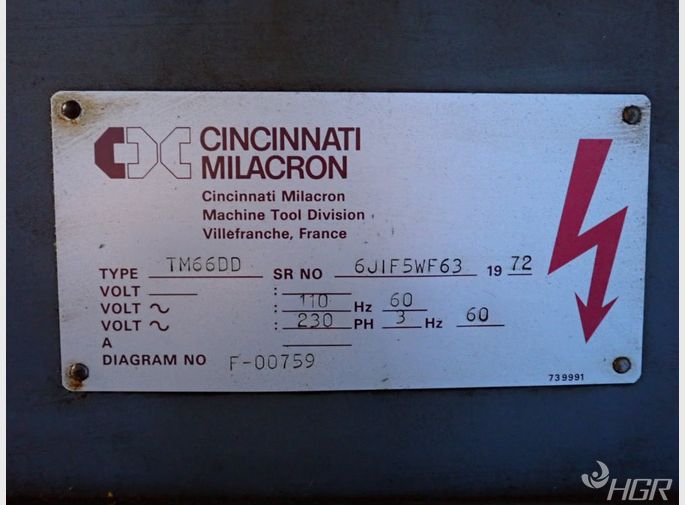 CINCINNATI
MILACRON
Cincinnati Milacron
Machine Tool Division
Villefranche, France
TYPE TM66DD SR NO 6J1F5WF63 19 72
VOLT :
VOLT ~ : 110 Hz 60
VOLT ~ : 230 PH 3 Hz 60
A :
DIAGRAM NO F-00759
739991
HGR